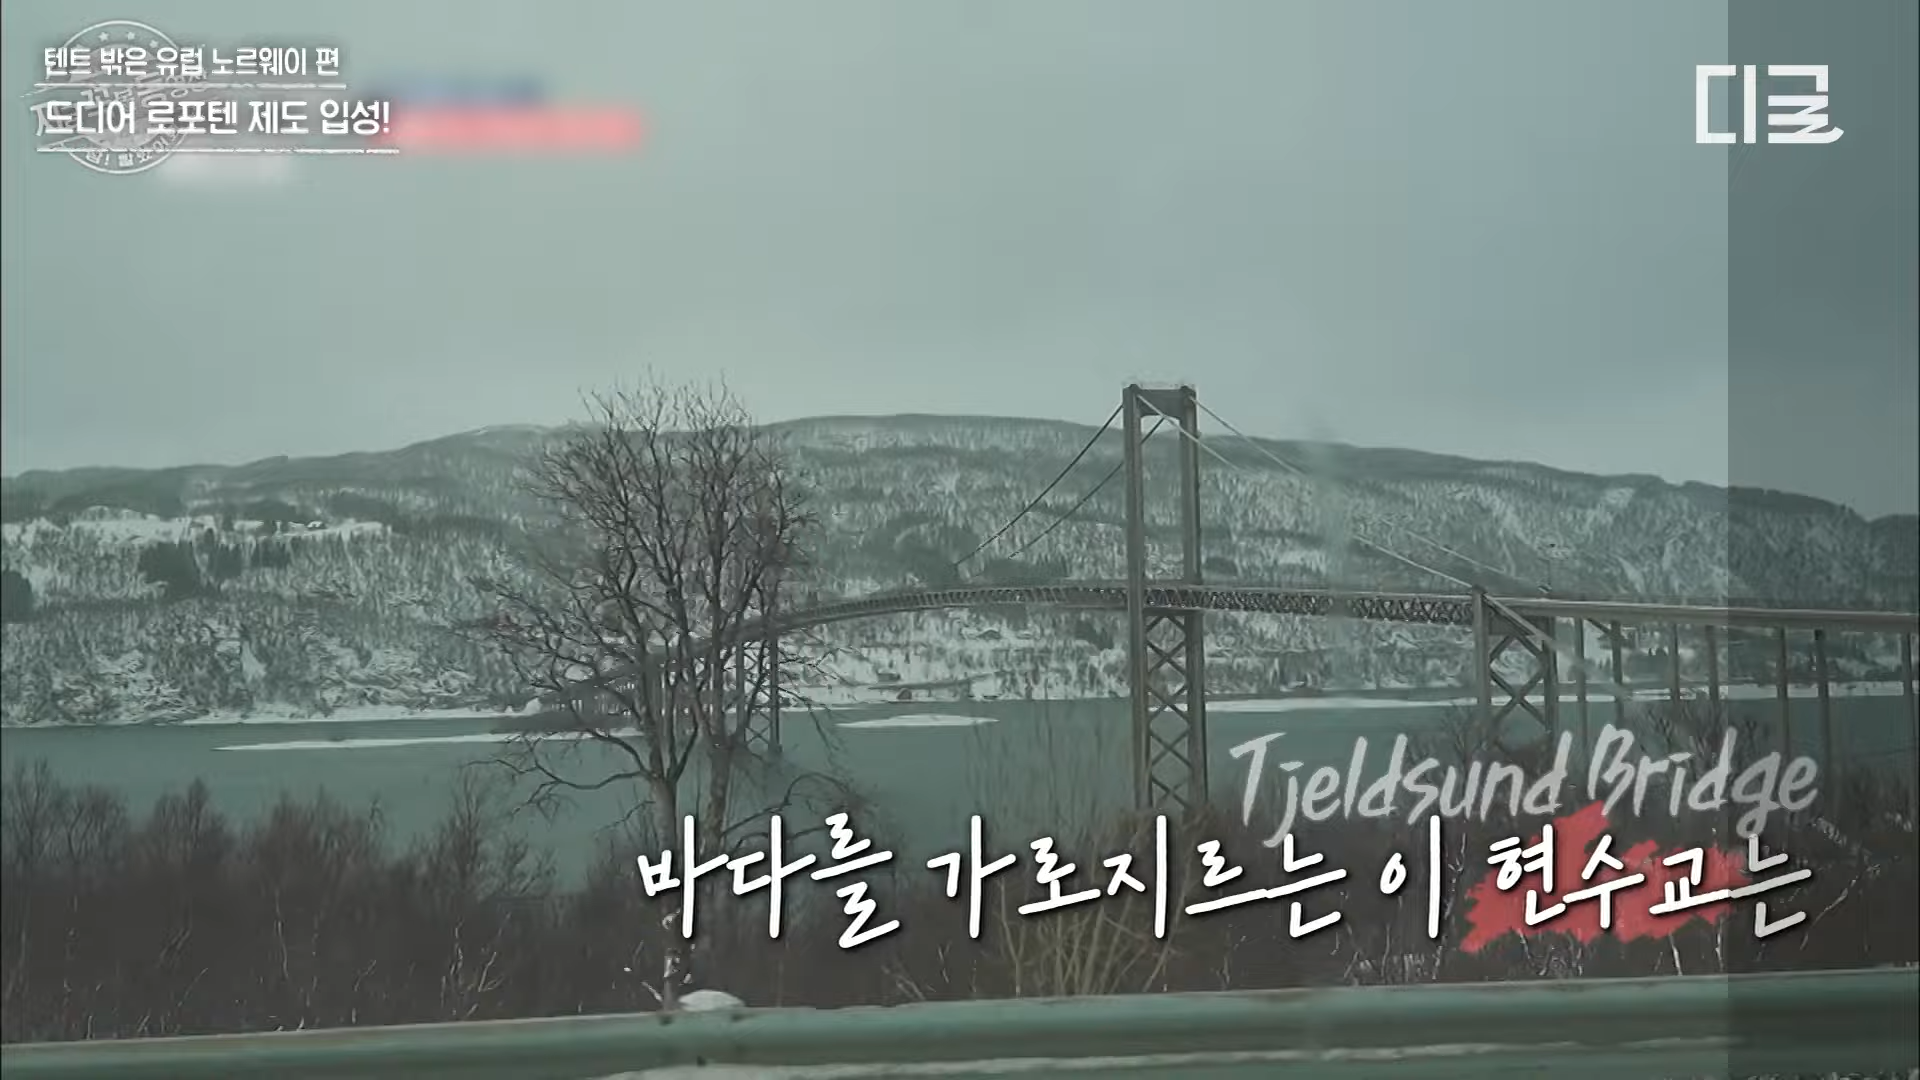 텐트 밖은 유럽 노르웨이 편
드디어 로포텐 제도 입성!
디글
Tjeldsund Bridge
바다를 가로지르는 이 현수교는